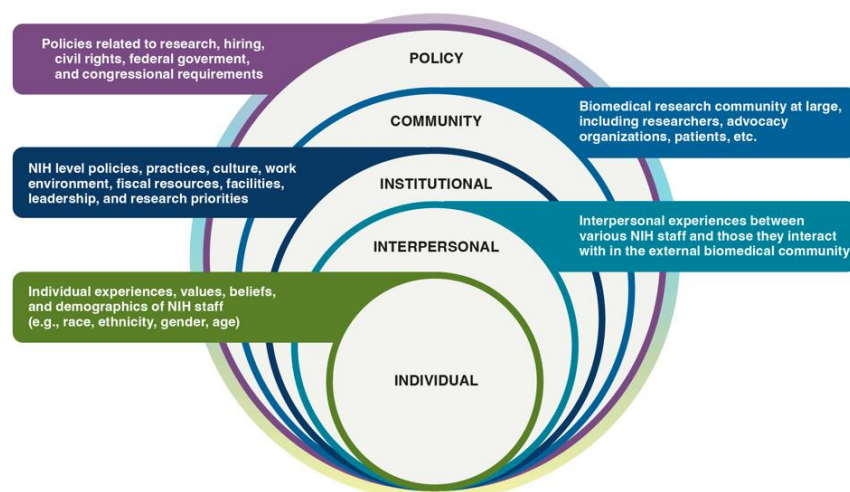 Policies related to research, hiring,
civil rights, federal goverment,
and congressional requirements
POLICY
COMMUNITY
Biomedical research community at large,
including researchers, advocacy
organizations, patients, etc.
NIH level policies, practices, culture, work
environment, fiscal resources, facilities,
leadership, and research priorities
INSTITUTIONAL
INTERPERSONAL
Interpersonal experiences between
various NIH staff and those they interact
with in the external biomedical community
Individual experiences, values, beliefs,
and demographics of NIH staff
(e.g., race, ethnicity, gender, age)
INDIVIDUAL